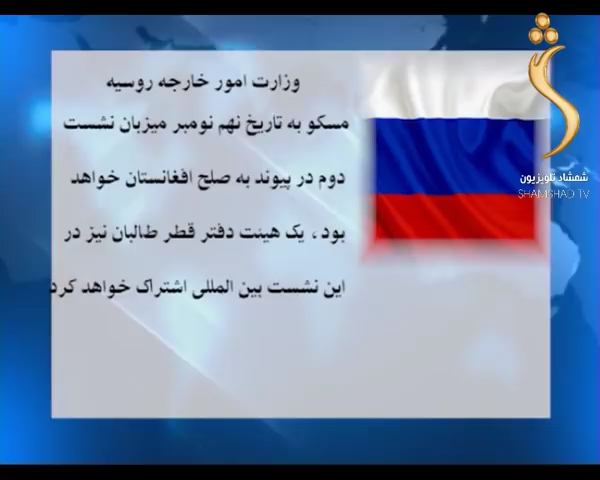 وزارت امور خارجه روسیه
مسکو به تاریخ نهم نومبر میزبان نشست
دوم در پیوند به صلح افغانستان خواهد
بود، یک هیئت دفتر قطر طالبان نیز در
این نشست بین المللی اشتراک خواهد کرد
شمشاد تلویزیون
SHAMSHAD TV